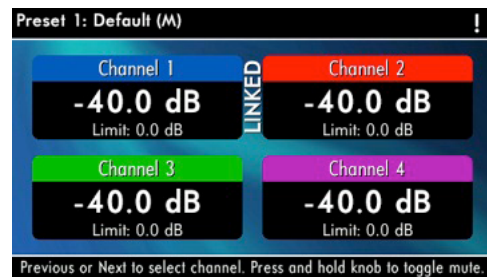 Preset 1: Default (M) !
Channel 1
-40.0 dB
Limit: 0.0 dB
LINKED
Channel 2
-40.0 dB
Limit: 0.0 dB
Channel 3
-40.0 dB
Limit: 0.0 dB
Channel 4
-40.0 dB
Limit: 0.0 dB
Previous or Next to select channel. Press and hold knob to toggle mute.